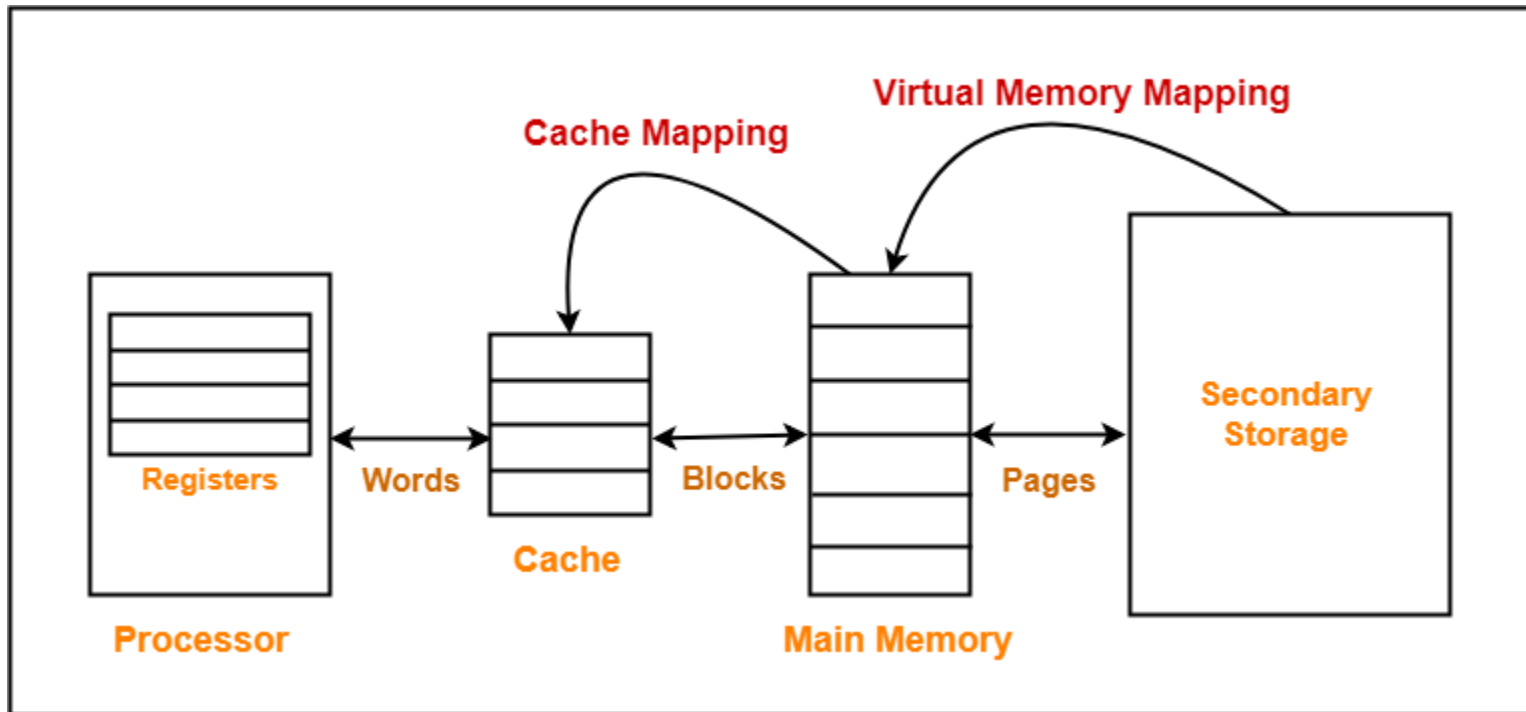 Virtual Memory Mapping
Cache Mapping
Secondary
Storage
Registers
Words
Blocks
Pages
Cache
Processor
Main Memory